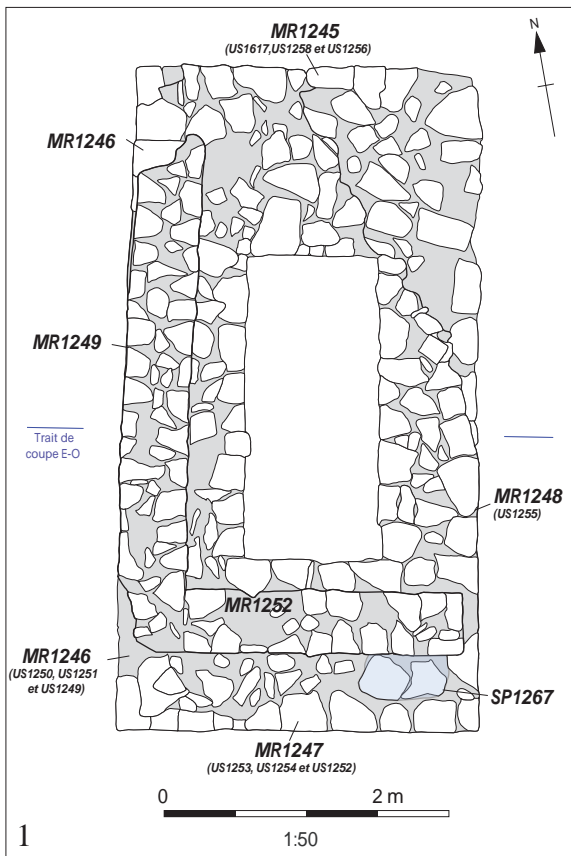 MR1245
(US1617,US1258 et US1256)
N
MR1246
MR1249
Trait de
coupe E-O
MR1248
(US1255)
MR1252
MR1246
(US1250, US1251
et US1249)
SP1267
MR1247
(US1253, US1254 et US1252)
0 2 m
1
1:50